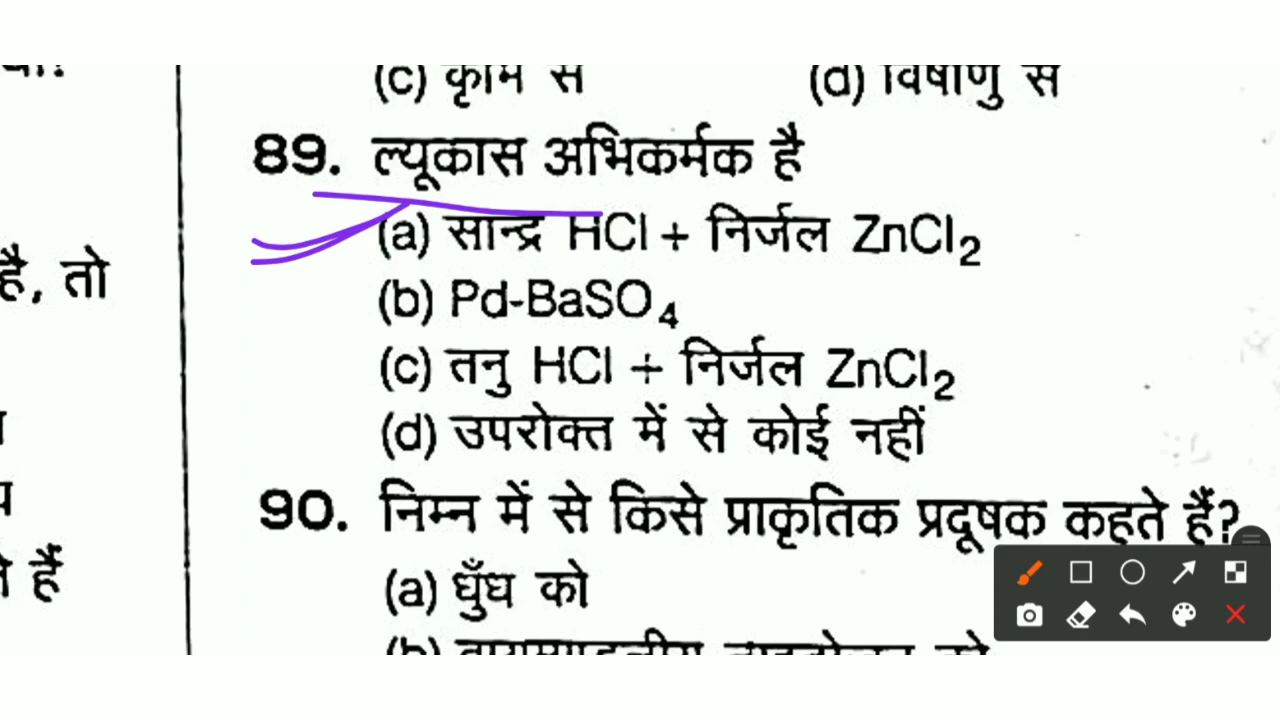 (c) कृमि से (d) विषाणु से
89. ल्यूकास अभिकर्मक है
(a) सान्द्र HCl + निर्जल ZnCl₂
है, तो
(b) Pd-BaSO₄
(c) तनु HCl + निर्जल ZnCl₂
(d) उपरोक्त में से कोई नहीं
90. निम्न में से किसे प्राकृतिक प्रदूषक कहते हैं?
हैं
(a) घुँघ को